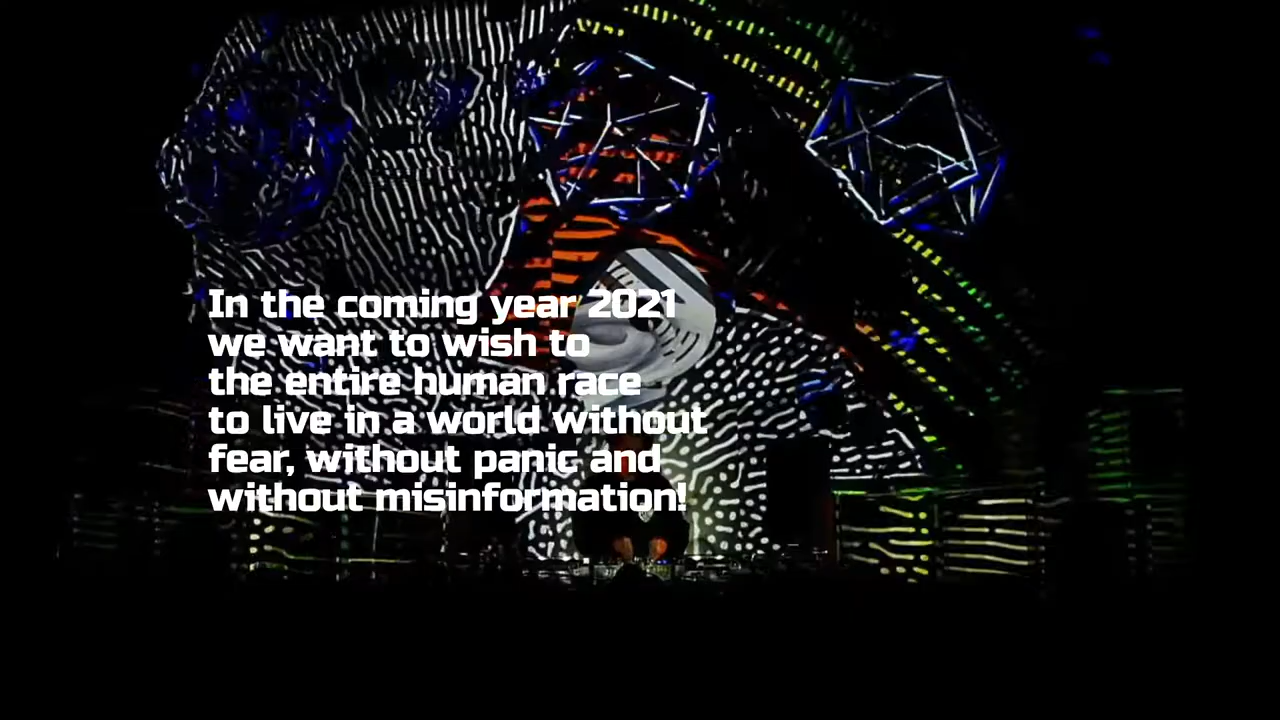 In the coming year 2021
we want to wish to
the entire human race
to live in a world without
fear, without panic and
without misinformation!